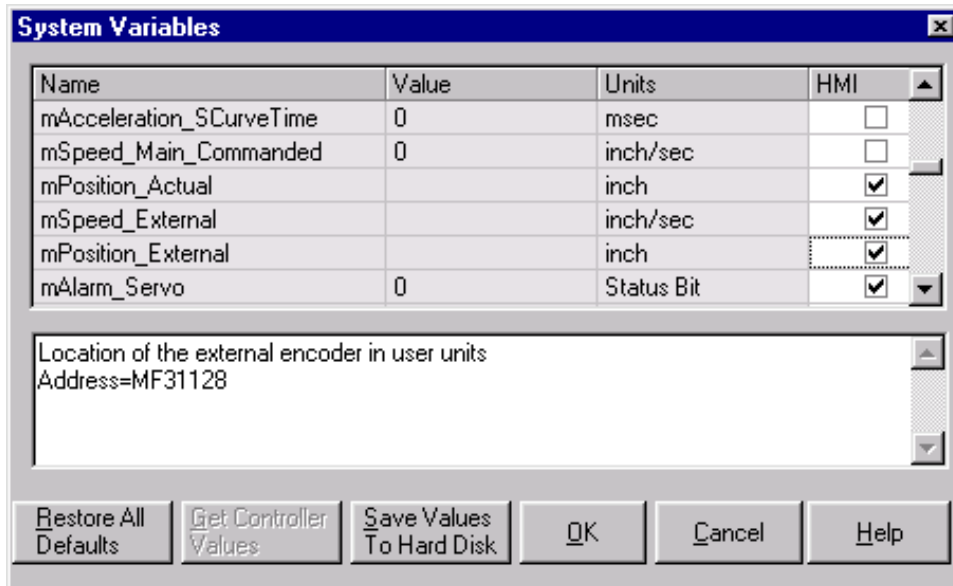 System Variables
Name Value Units HMI
mAcceleration_SCurveTime 0 msec
mSpeed_Main_Commanded 0 inch/sec
mPosition_Actual inch
mSpeed_External inch/sec
mPosition_External inch
mAlarm_Servo 0 Status Bit
Location of the external encoder in user units
Address=MF31128
Restore All Defaults
Get Controller Values
Save Values To Hard Disk
OK
Cancel
Help